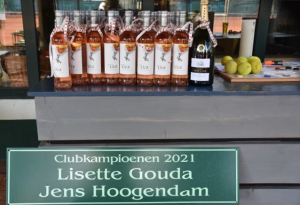 Clubkampioenen 2021
Lisette Gouda
Jens Hoogendam